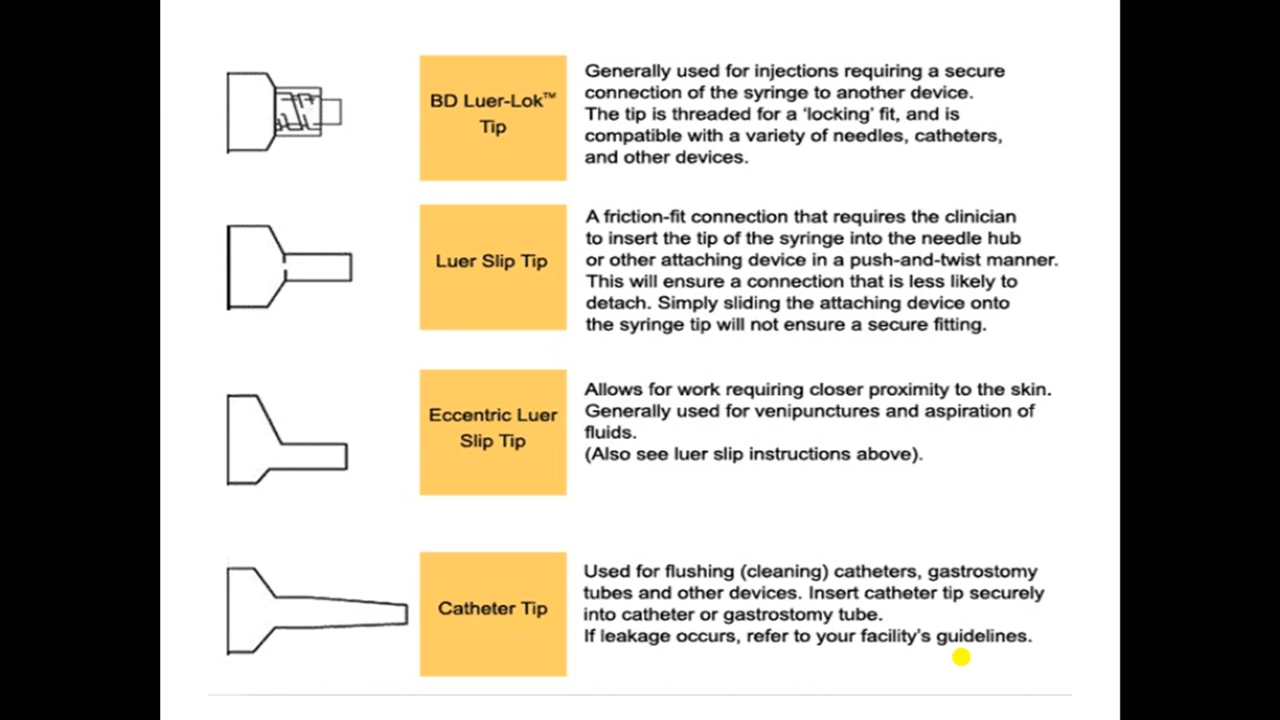 BD Luer-Lok™
Tip
Generally used for injections requiring a secure
connection of the syringe to another device.
The tip is threaded for a ‘locking’ fit, and is
compatible with a variety of needles, catheters,
and other devices.
Luer Slip Tip
A friction-fit connection that requires the clinician
to insert the tip of the syringe into the needle hub
or other attaching device in a push-and-twist manner.
This will ensure a connection that is less likely to
detach. Simply sliding the attaching device onto
the syringe tip will not ensure a secure fitting.
Eccentric Luer
Slip Tip
Allows for work requiring closer proximity to the skin.
Generally used for venipunctures and aspiration of
fluids.
(Also see luer slip instructions above).
Catheter Tip
Used for flushing (cleaning) catheters, gastrostomy
tubes and other devices. Insert catheter tip securely
into catheter or gastrostomy tube.
If leakage occurs, refer to your facility’s guidelines.